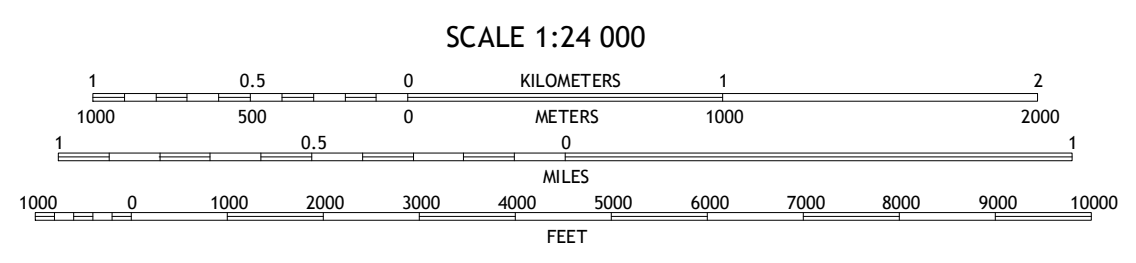 SCALE 1:24 000
1 0.5 0 KILOMETERS 1 2
1000 500 0 METERS 1000 2000
1 0.5 0 1
MILES
1000 0 1000 2000 3000 4000 5000 6000 7000 8000 9000 10000
FEET